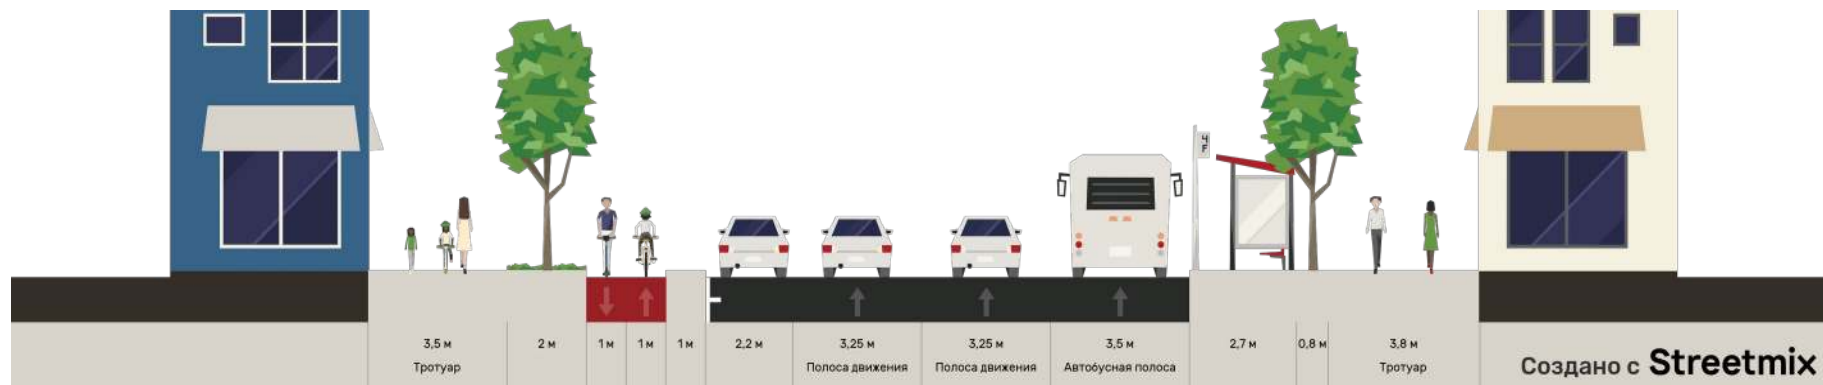 3,5 м
Тротуар
2 м
1 м
1 м
1 м
2,2 м
3,25 м
Полоса движения
3,25 м
Полоса движения
3,5 м
Автобусная полоса
2,7 м
0,8 м
3,8 м
Тротуар
Создано с Streetmix